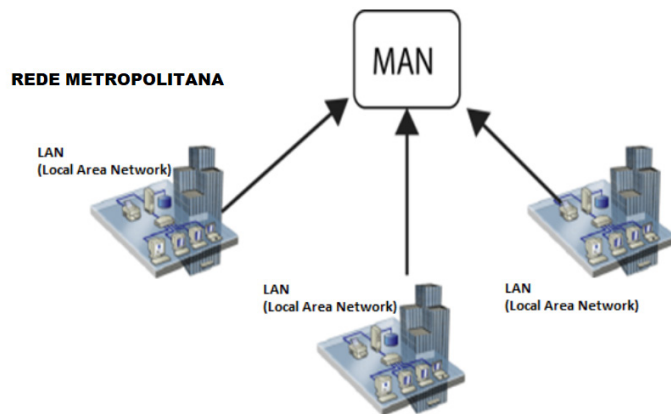 MAN
REDE METROPOLITANA
LAN
(Local Area Network)
LAN
(Local Area Network)
LAN
(Local Area Network)